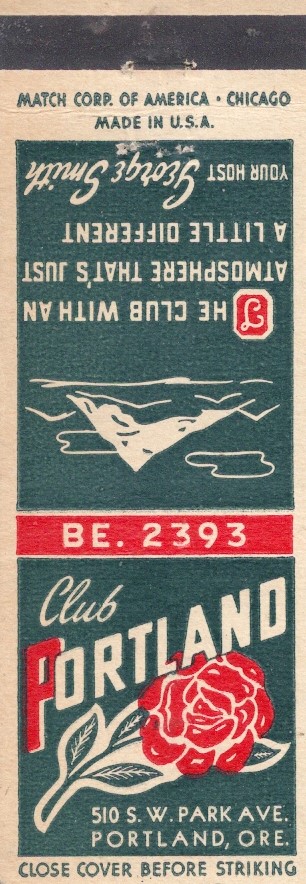 MATCH CORP. OF AMERICA · CHICAGO
MADE IN U.S.A.
THE CLUB WITH AN
ATMOSPHERE THAT'S JUST
A LITTLE DIFFERENT
YOUR HOST George Smith
BE. 2393
Club
PORTLAND
510 S.W. PARK AVE.
PORTLAND, ORE.
CLOSE COVER BEFORE STRIKING